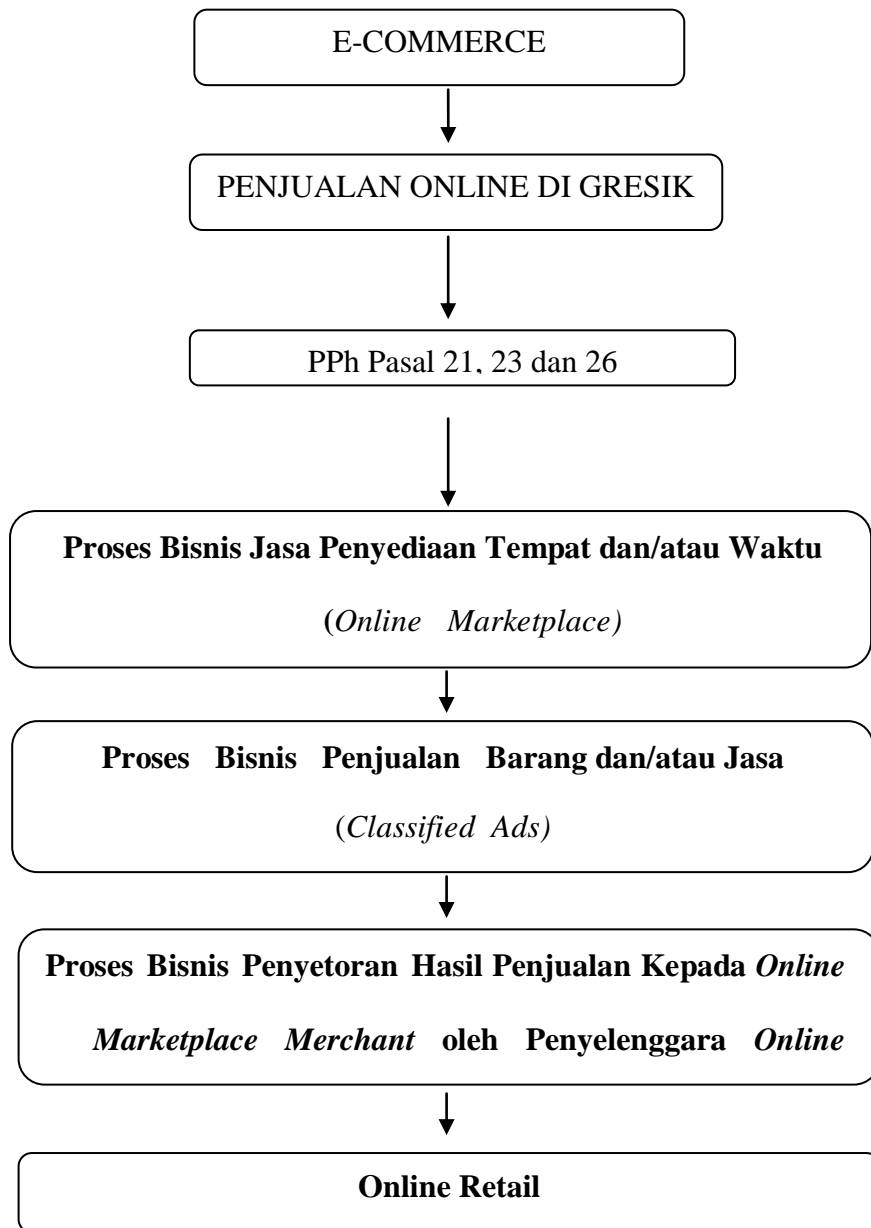 E-COMMERCE
PENJUALAN ONLINE DI GRESIK
PPh Pasal 21, 23 dan 26
Proses Bisnis Jasa Penyediaan Tempat dan/atau Waktu
(Online Marketplace)
Proses Bisnis Penjualan Barang dan/atau Jasa
(Classified Ads)
Proses Bisnis Penyetoran Hasil Penjualan Kepada Online
Marketplace Merchant oleh Penyelenggara Online
Online Retail